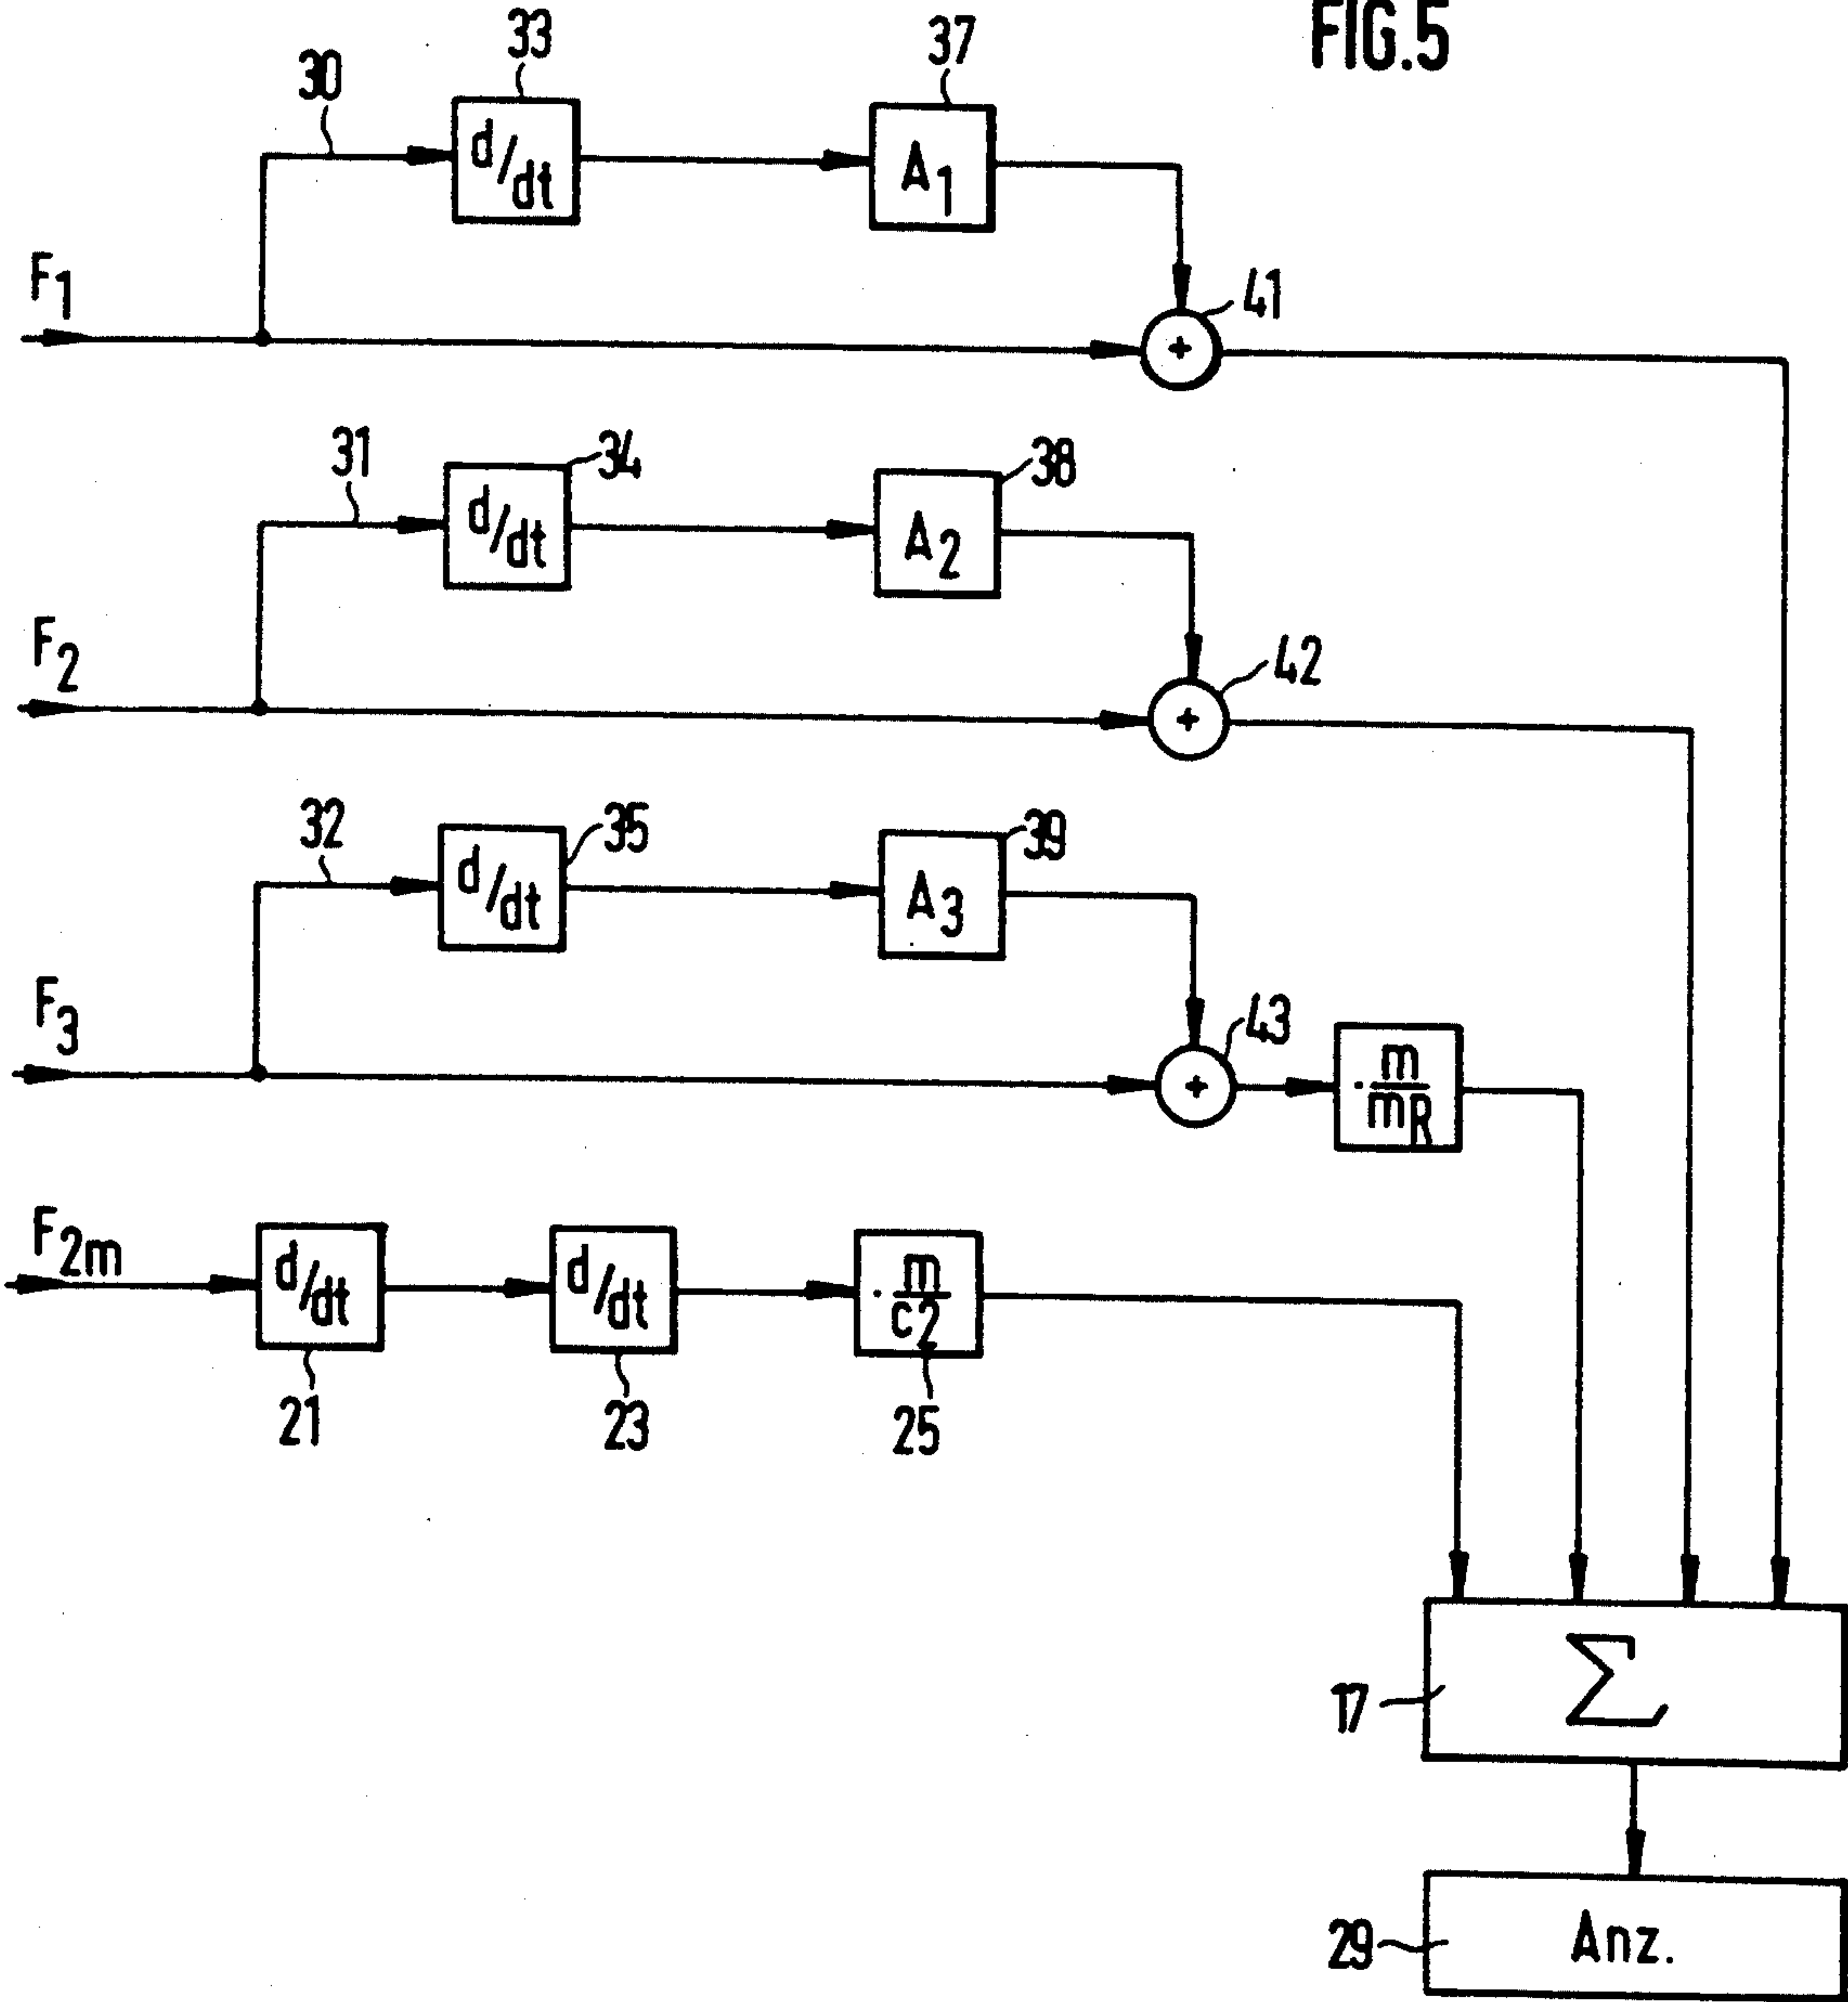 FIG.5
33
37
30
d/dt
A1
F1
41
+
31
34
38
d/dt
A2
F2
42
+
32
35
39
d/dt
A3
F3
43
+
· m/mR
F2m
d/dt
d/dt
· m/c2
21
23
25
17
Σ
29
Anz.